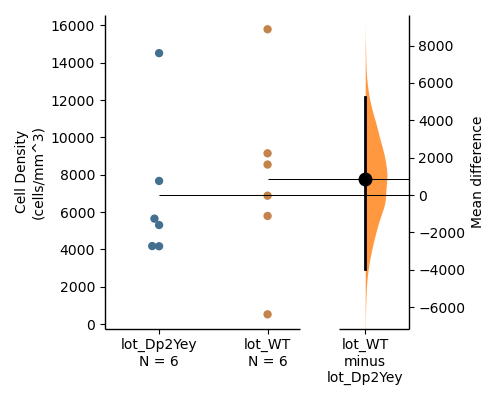 16000
14000
12000
10000
8000
6000
4000
2000
0
Cell Density
(cells/mm^3)
lot_Dp2Yey
N = 6
lot_WT
N = 6
lot_WT
minus
lot_Dp2Yey
8000
6000
4000
2000
0
−2000
−4000
−6000
Mean difference